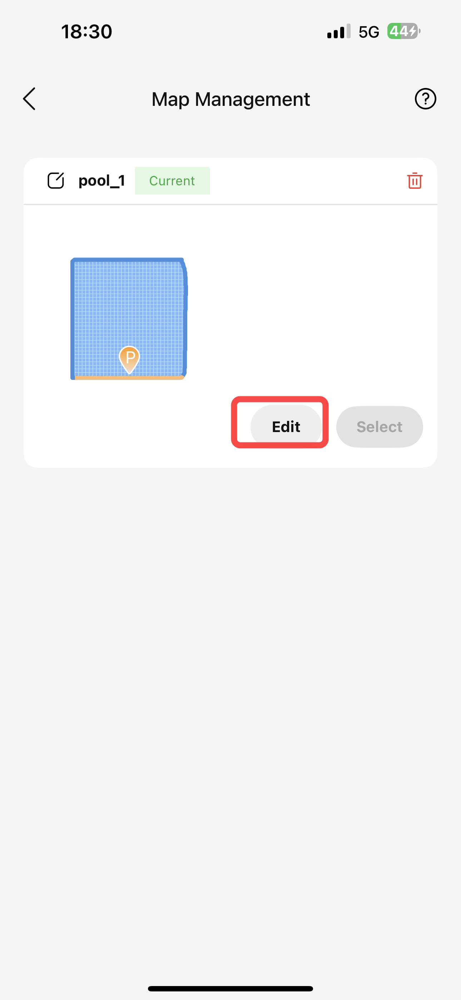 18:30 5G 44
Map Management ?
pool_1 Current
P
Edit Select